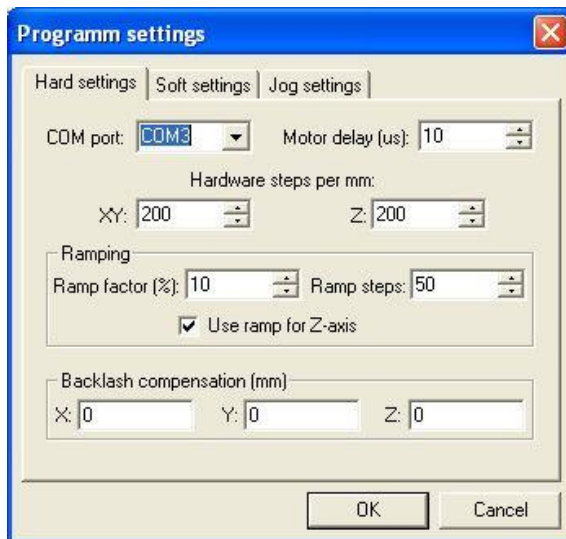 Programm settings
Hard settings Soft settings Jog settings
COM port: COM3 Motor delay (us): 10
Hardware steps per mm:
XY: 200 Z: 200
Ramping
Ramp factor (%): 10 Ramp steps: 50
Use ramp for Z-axis
Backlash compensation (mm)
X: 0 Y: 0 Z: 0
OK Cancel